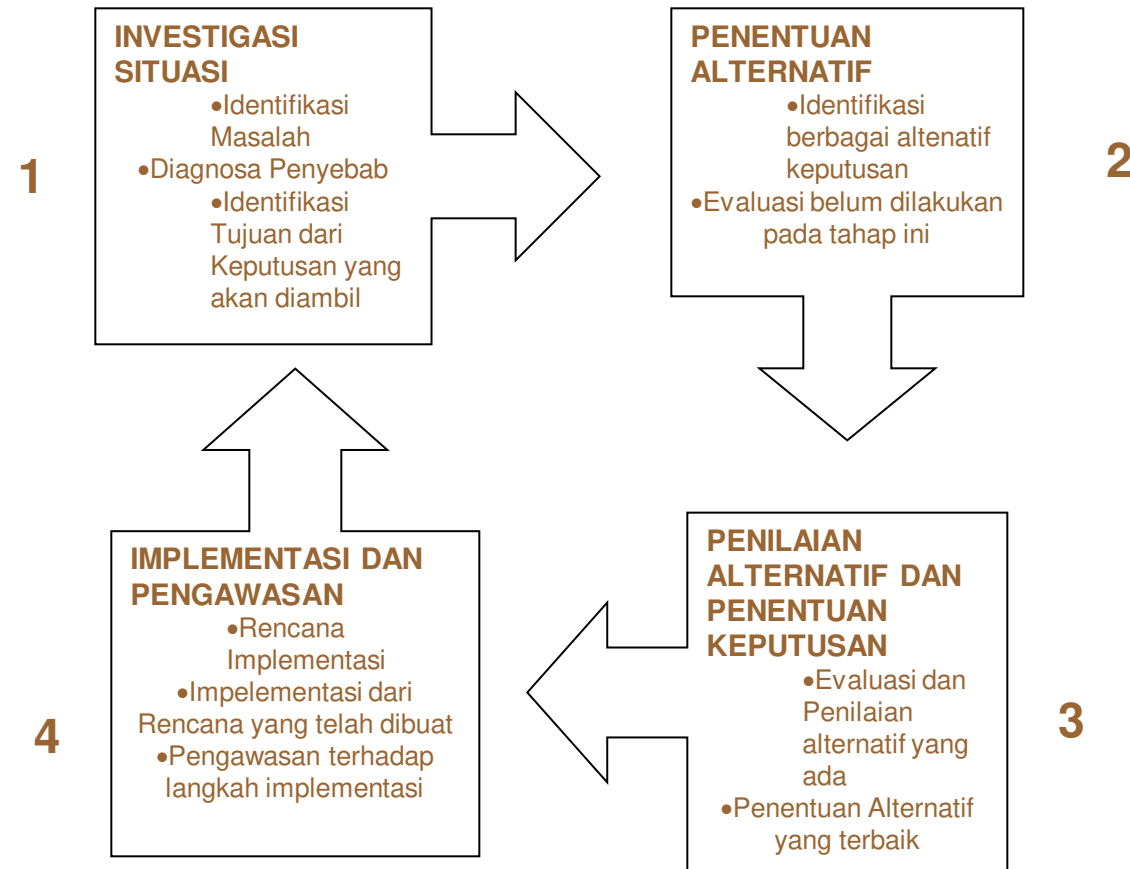 1
INVESTIGASI
SITUASI
•Identifikasi
Masalah
•Diagnosa Penyebab
•Identifikasi
Tujuan dari
Keputusan yang
akan diambil
2
PENENTUAN
ALTERNATIF
•Identifikasi
berbagai altenatif
keputusan
•Evaluasi belum dilakukan
pada tahap ini
3
PENILAIAN
ALTERNATIF DAN
PENENTUAN
KEPUTUSAN
•Evaluasi dan
Penilaian
alternatif yang
ada
•Penentuan Alternatif
yang terbaik
4
IMPLEMENTASI DAN
PENGAWASAN
•Rencana
Implementasi
•Impelementasi dari
Rencana yang telah dibuat
•Pengawasan terhadap
langkah implementasi